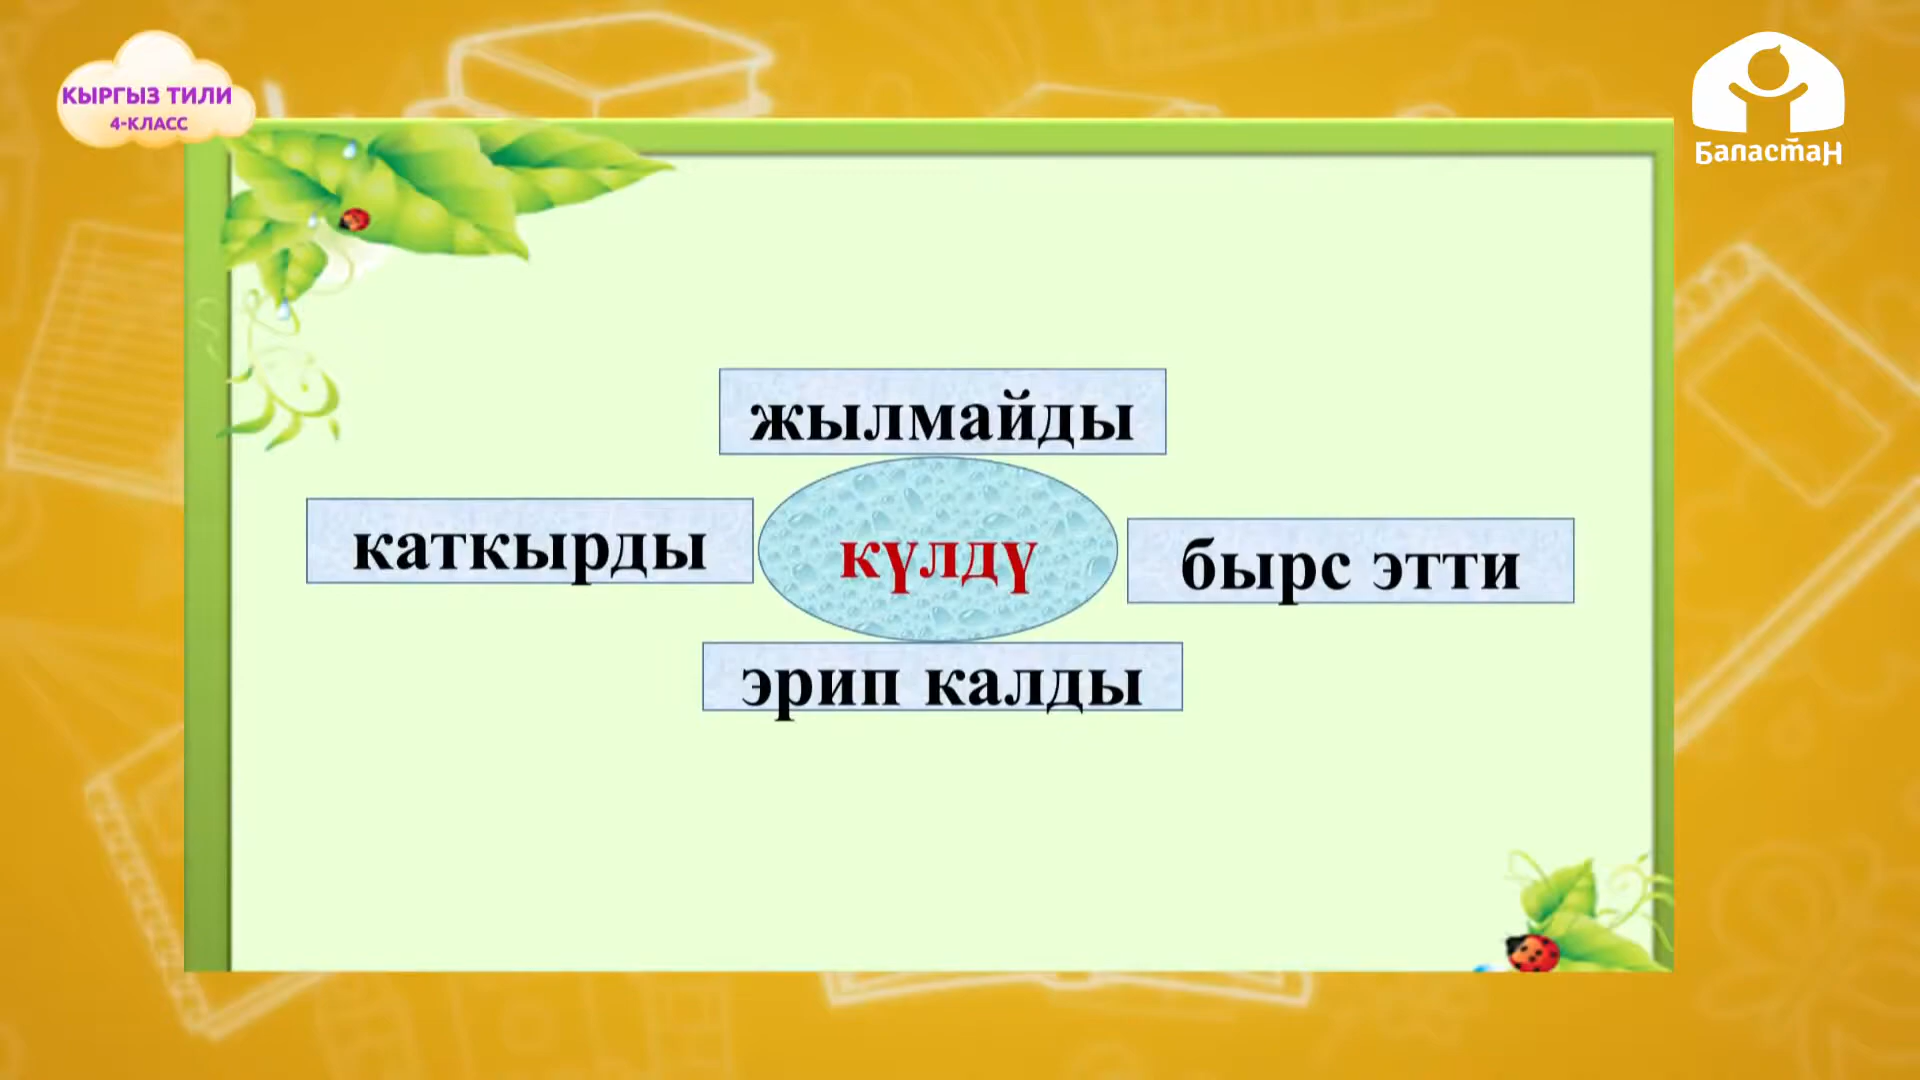 КЫРГЫЗ ТИЛИ
4-КЛАСС
Баластан
жылмайды
каткырды
күлдү
бырс этти
эрип калды